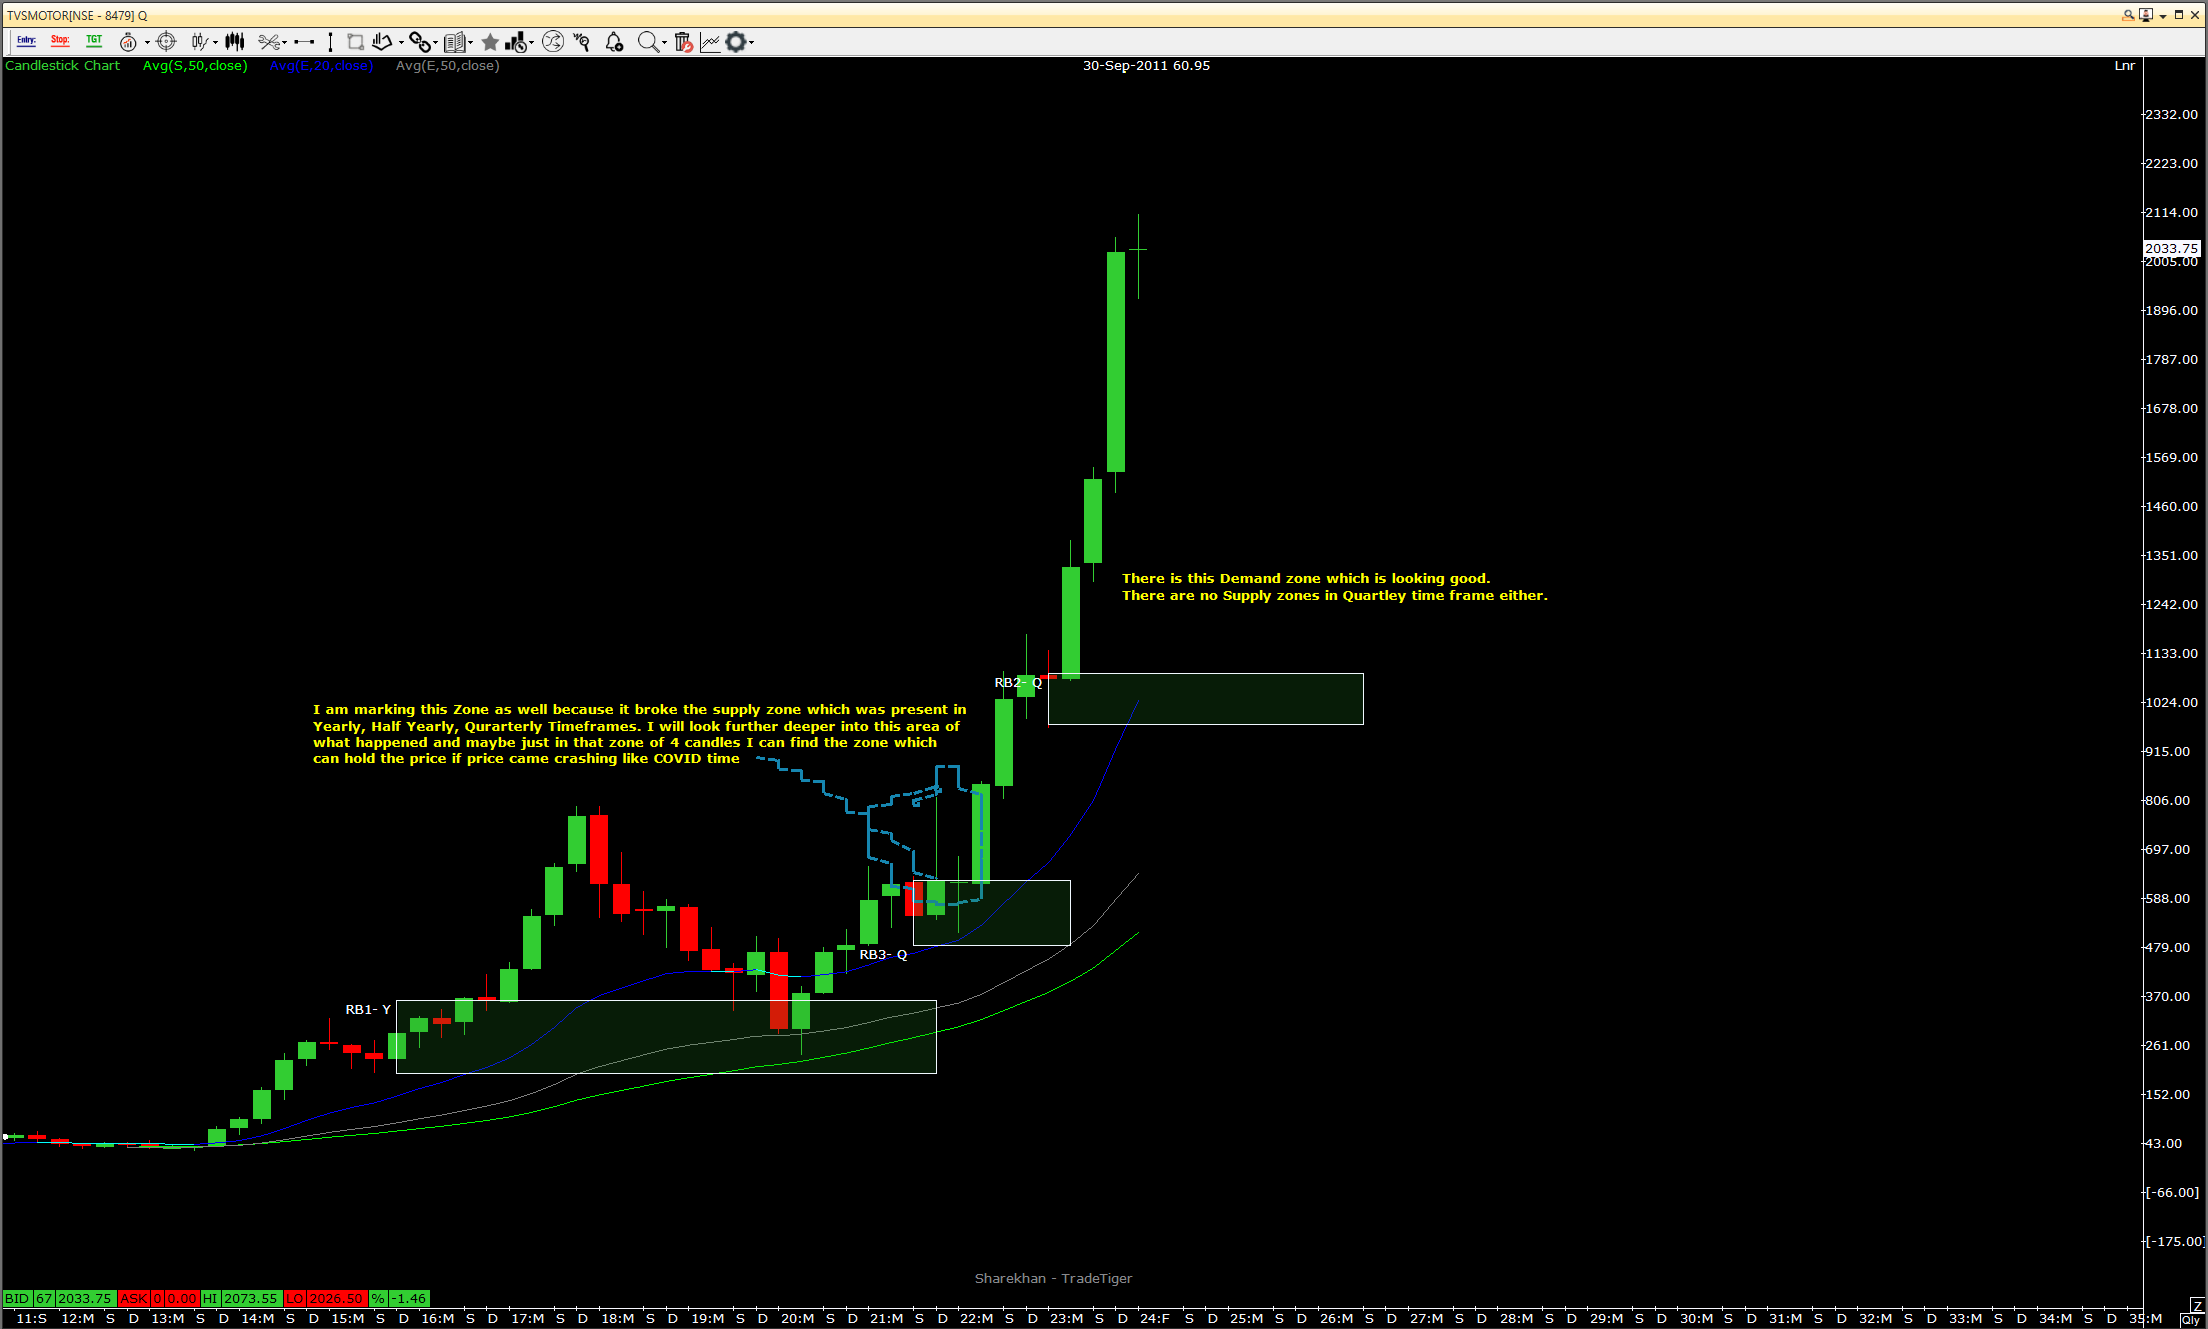 TVSMOTOR[NSE - 8479] Q
Entry: Stop: TGT
Candlestick Chart Avg(S,50,close) Avg(E,20,close) Avg(E,50,close) 30-Sep-2011 60.95 Lnr
2332.00
2223.00
2114.00
2033.75
2005.00
1896.00
1787.00
1678.00
1569.00
1460.00
1351.00
There is this Demand zone which is looking good.
There are no Supply zones in Quartley time frame either.
1242.00
1133.00
RB2- Q
1024.00
I am marking this Zone as well because it broke the supply zone which was present in
Yearly, Half Yearly, Qurarterly Timeframes. I will look further deeper into this area of
what happened and maybe just in that zone of 4 candles I can find the zone which
can hold the price if price came crashing like COVID time
915.00
806.00
697.00
588.00
479.00
RB3- Q
370.00
RB1- Y
261.00
152.00
43.00
[-66.00]
[-175.00]
Sharekhan - TradeTiger
BID 67 2033.75 ASK 0 0.00 HI 2073.55 LO 2026.50 % -1.46
Z
11:S 12:M S D 13:M S D 14:M S D 15:M S D 16:M S D 17:M S D 18:M S D 19:M S D 20:M S D 21:M S D 22:M S D 23:M S D 24:F S D 25:M S D 26:M S D 27:M S D 28:M S D 29:M S D 30:M S D 31:M S D 32:M S D 33:M S D 34:M S D 35:M Qly